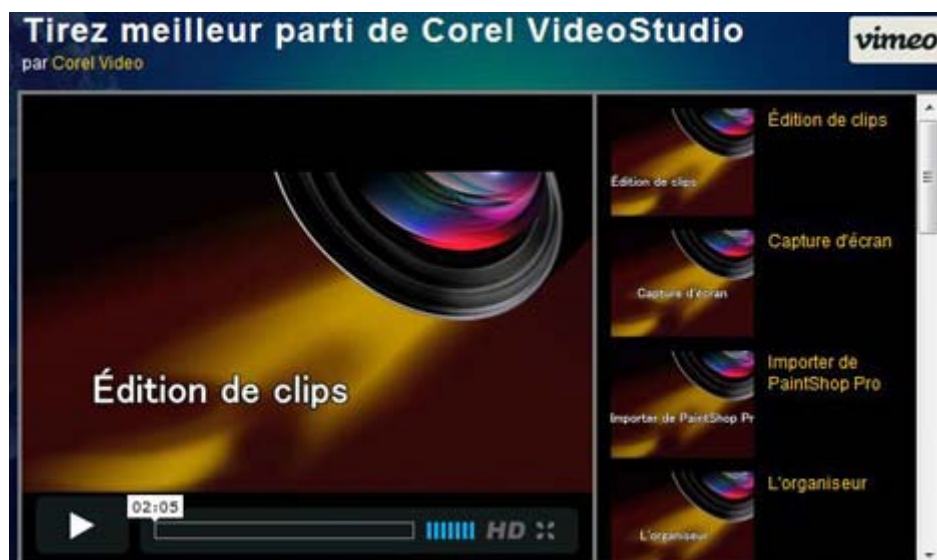 Tirez meilleur parti de Corel VideoStudio
par Corel Video
vimeo
Édition de clips
02:05
HD
Édition de clips
Édition de clips
Capture d'écran
Capture d'écran
Importer de PaintShop Pr
Importer de
PaintShop Pro
L'organiseur
L'organiseur